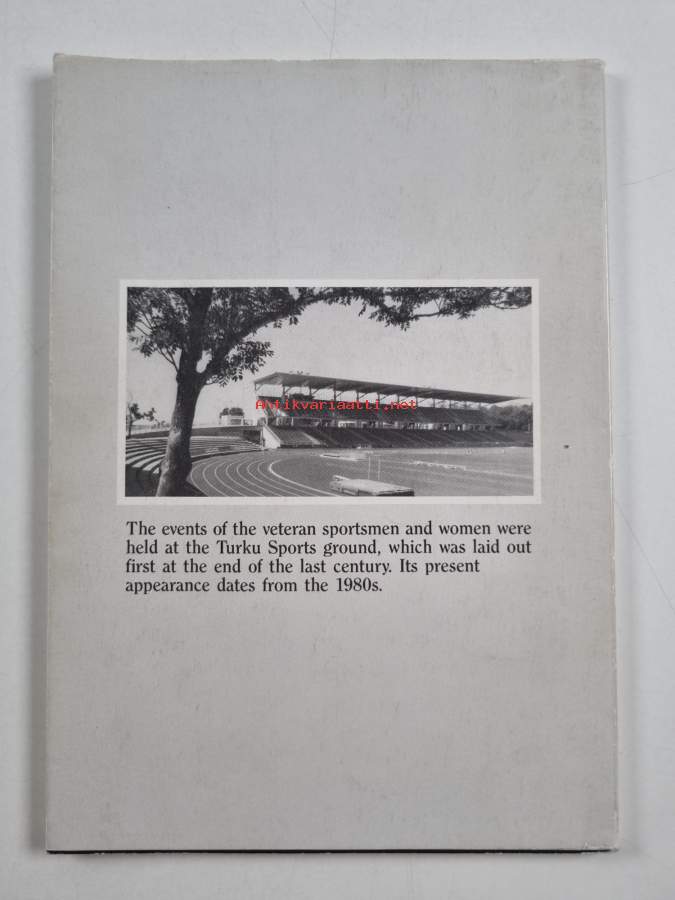 Antikvariaatti.net
The events of the veteran sportsmen and women were
held at the Turku Sports ground, which was laid out
first at the end of the last century. Its present
appearance dates from the 1980s.